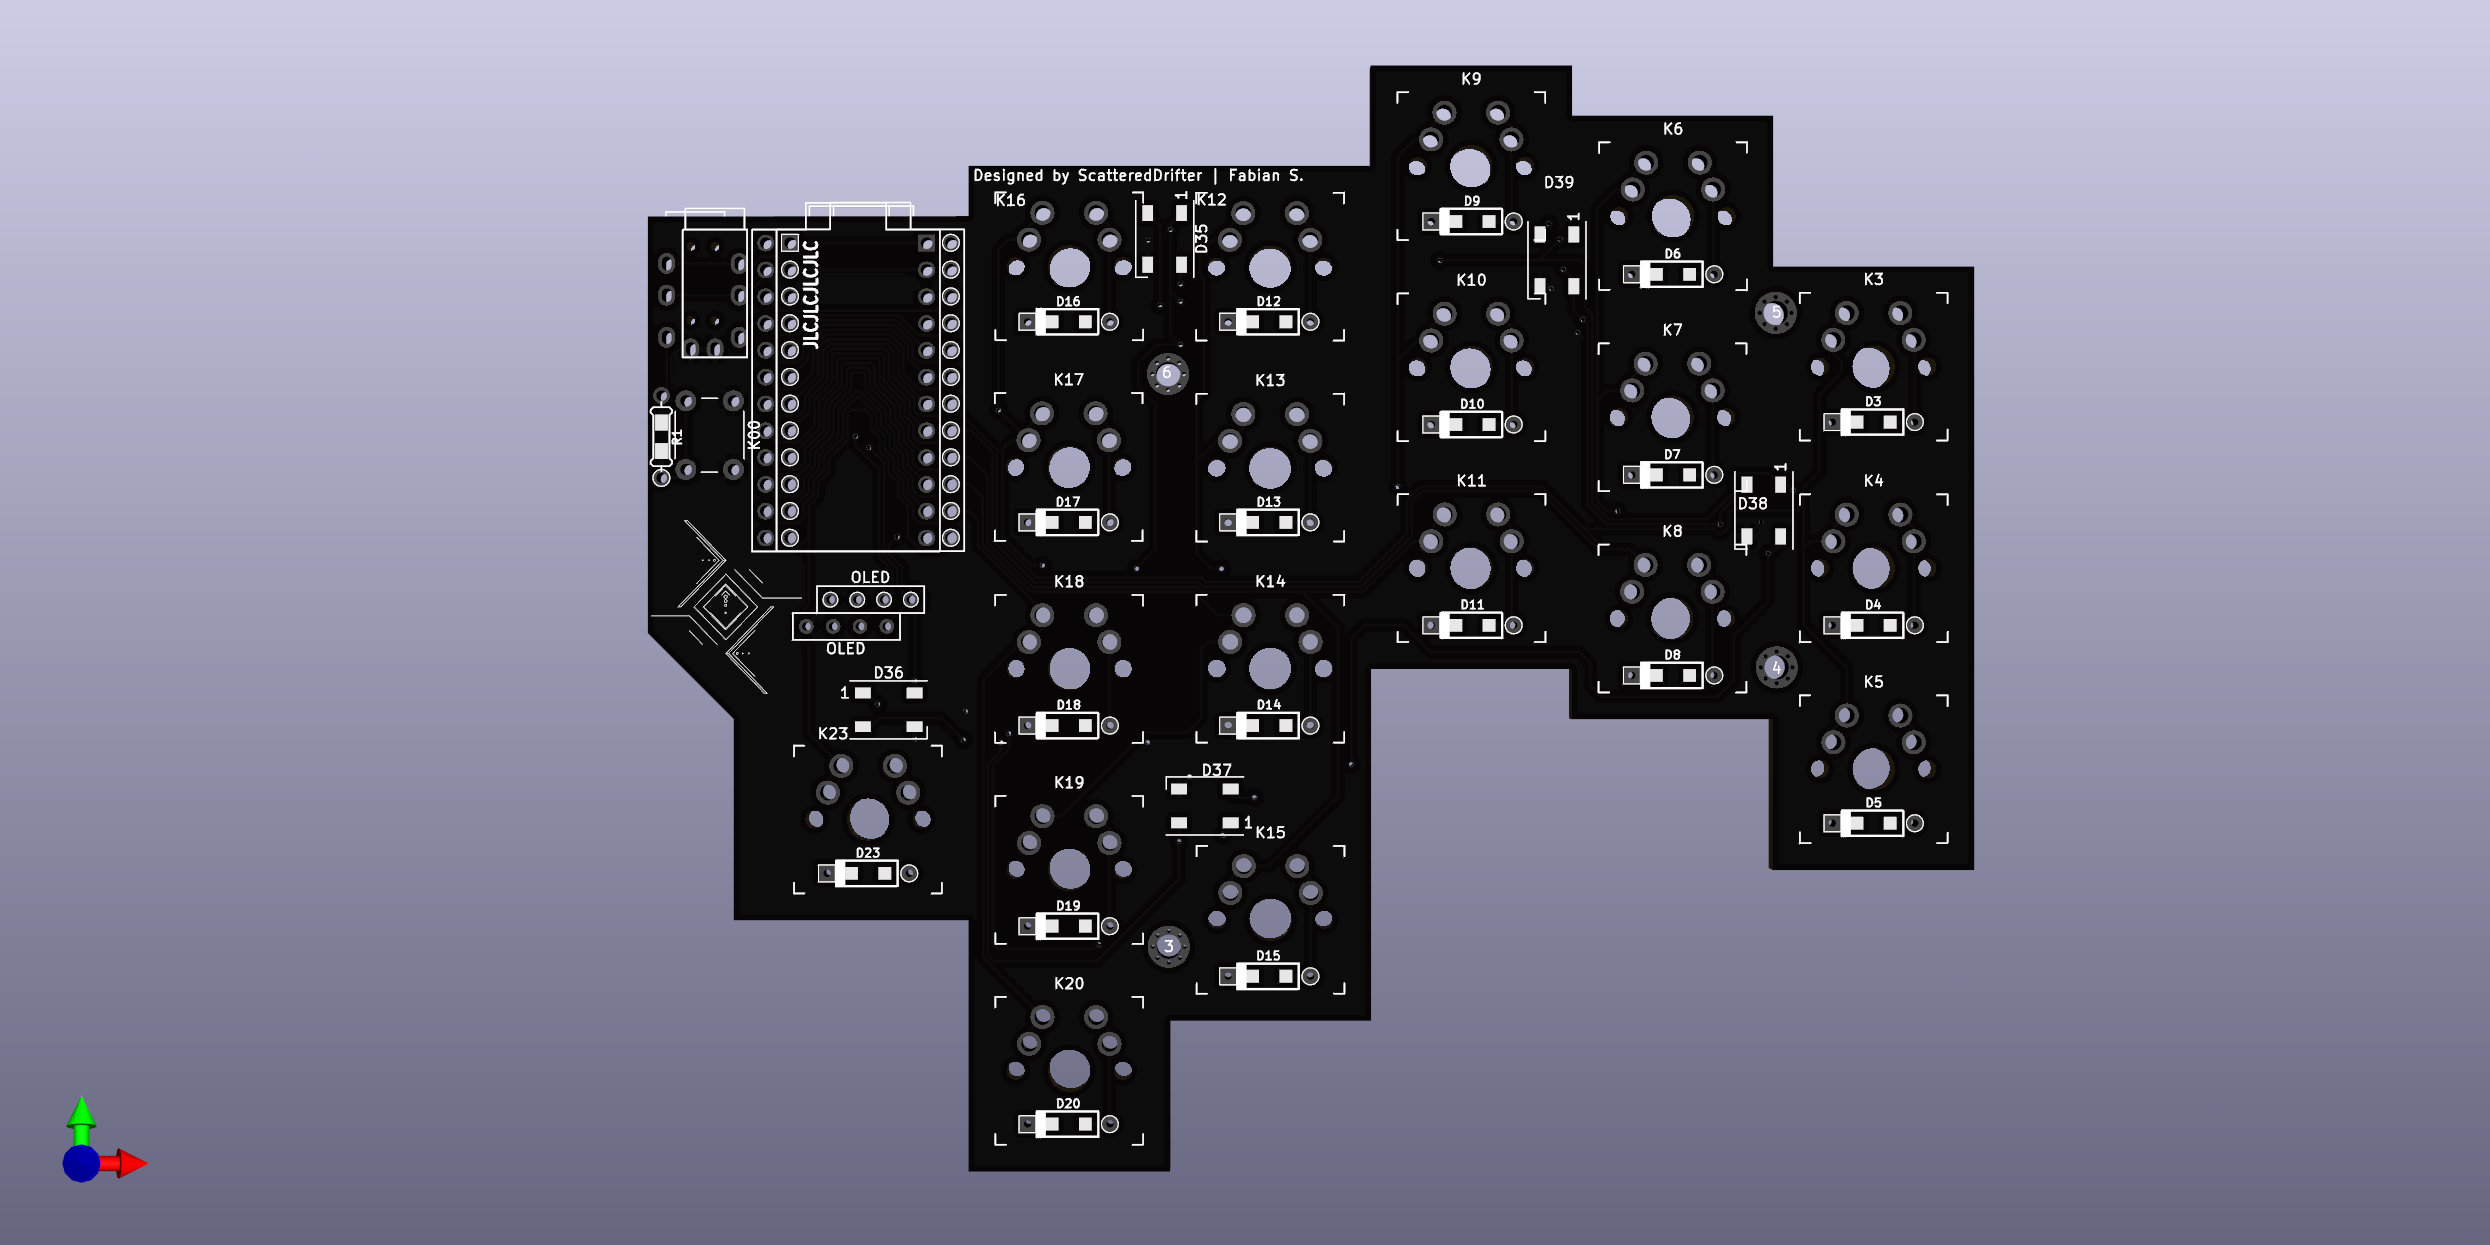 K9
K6
Designed by ScatteredDrifter | Fabian S.
D39
K16
1
K12
D9
1
D35
JLCJLCJLCJLC
D6
K3
K10
D16
D12
5
K7
6
K17
K13
D10
D3
R1
K00
D7
1
K11
K4
D17
D13
D38
K8
OLED
K18
K14
D11
D4
OLED
D8
4
D36
K5
1
D18
D14
K23
D37
K19
D5
1
K15
D23
D19
3
D15
K20
D20